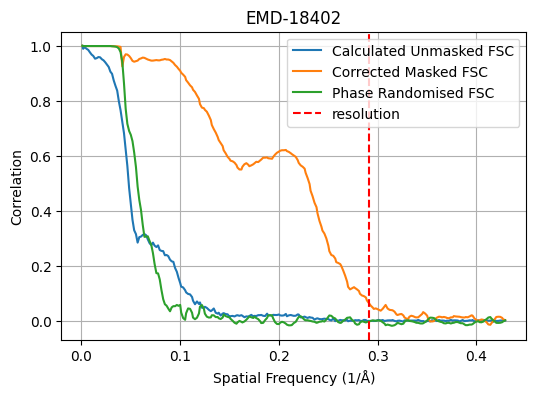 EMD-18402
Calculated Unmasked FSC
Corrected Masked FSC
Phase Randomised FSC
resolution
Correlation
1.0
0.8
0.6
0.4
0.2
0.0
0.0 0.1 0.2 0.3 0.4
Spatial Frequency (1/Å)